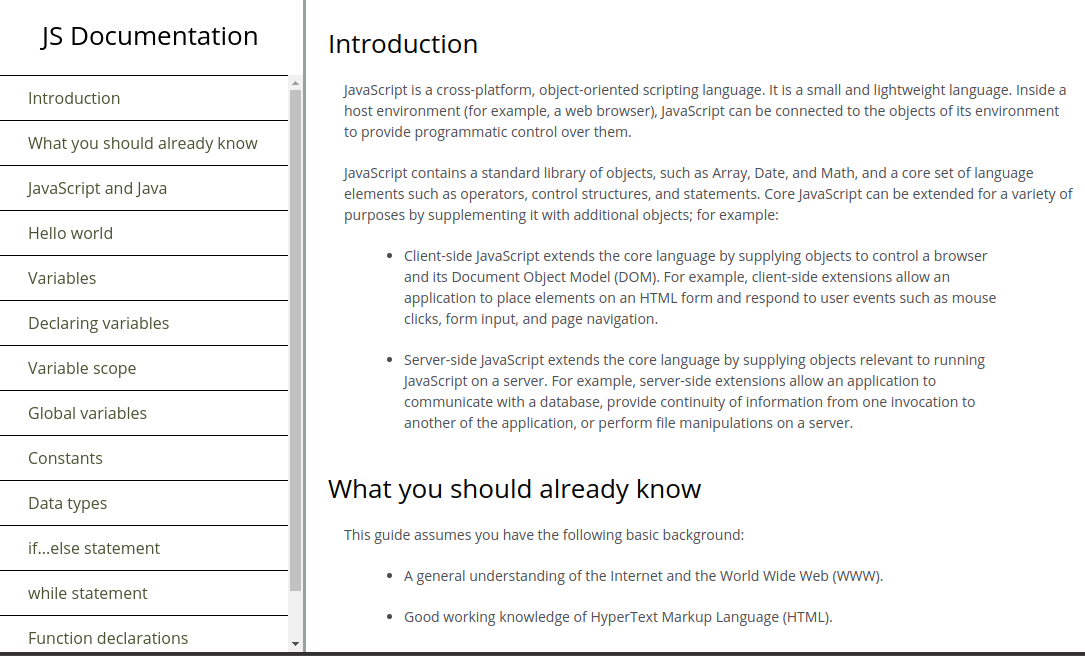 JS Documentation
Introduction
What you should already know
JavaScript and Java
Hello world
Variables
Declaring variables
Variable scope
Global variables
Constants
Data types
if...else statement
while statement
Function declarations
Introduction
JavaScript is a cross-platform, object-oriented scripting language. It is a small and lightweight language. Inside a
host environment (for example, a web browser), JavaScript can be connected to the objects of its environment
to provide programmatic control over them.
JavaScript contains a standard library of objects, such as Array, Date, and Math, and a core set of language
elements such as operators, control structures, and statements. Core JavaScript can be extended for a variety of
purposes by supplementing it with additional objects; for example:
• Client-side JavaScript extends the core language by supplying objects to control a browser
and its Document Object Model (DOM). For example, client-side extensions allow an
application to place elements on an HTML form and respond to user events such as mouse
clicks, form input, and page navigation.
• Server-side JavaScript extends the core language by supplying objects relevant to running
JavaScript on a server. For example, server-side extensions allow an application to
communicate with a database, provide continuity of information from one invocation to
another of the application, or perform file manipulations on a server.
What you should already know
This guide assumes you have the following basic background:
• A general understanding of the Internet and the World Wide Web (WWW).
• Good working knowledge of HyperText Markup Language (HTML).